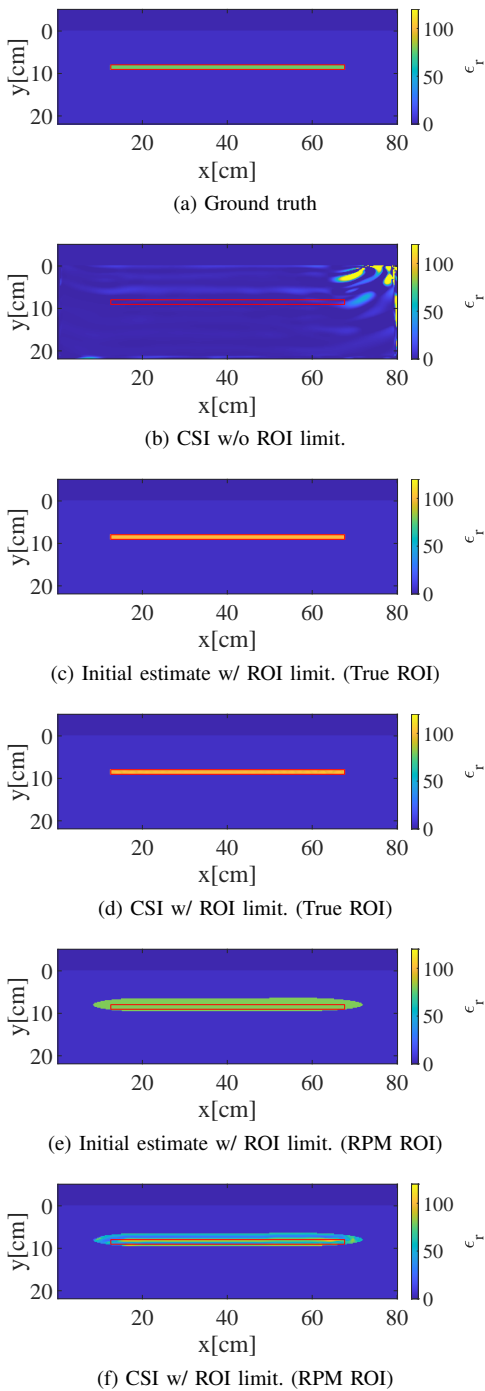 0
10
20
y[cm]
20
40
60
80
x[cm]
0
50
100
ϵ_r
(a) Ground truth
0
10
20
y[cm]
20
40
60
80
x[cm]
0
50
100
ϵ_r
(b) CSI w/o ROI limit.
0
10
20
y[cm]
20
40
60
80
x[cm]
0
50
100
ϵ_r
(c) Initial estimate w/ ROI limit. (True ROI)
0
10
20
y[cm]
20
40
60
80
x[cm]
0
50
100
ϵ_r
(d) CSI w/ ROI limit. (True ROI)
0
10
20
y[cm]
20
40
60
80
x[cm]
0
50
100
ϵ_r
(e) Initial estimate w/ ROI limit. (RPM ROI)
0
10
20
y[cm]
20
40
60
80
x[cm]
0
50
100
ϵ_r
(f) CSI w/ ROI limit. (RPM ROI)